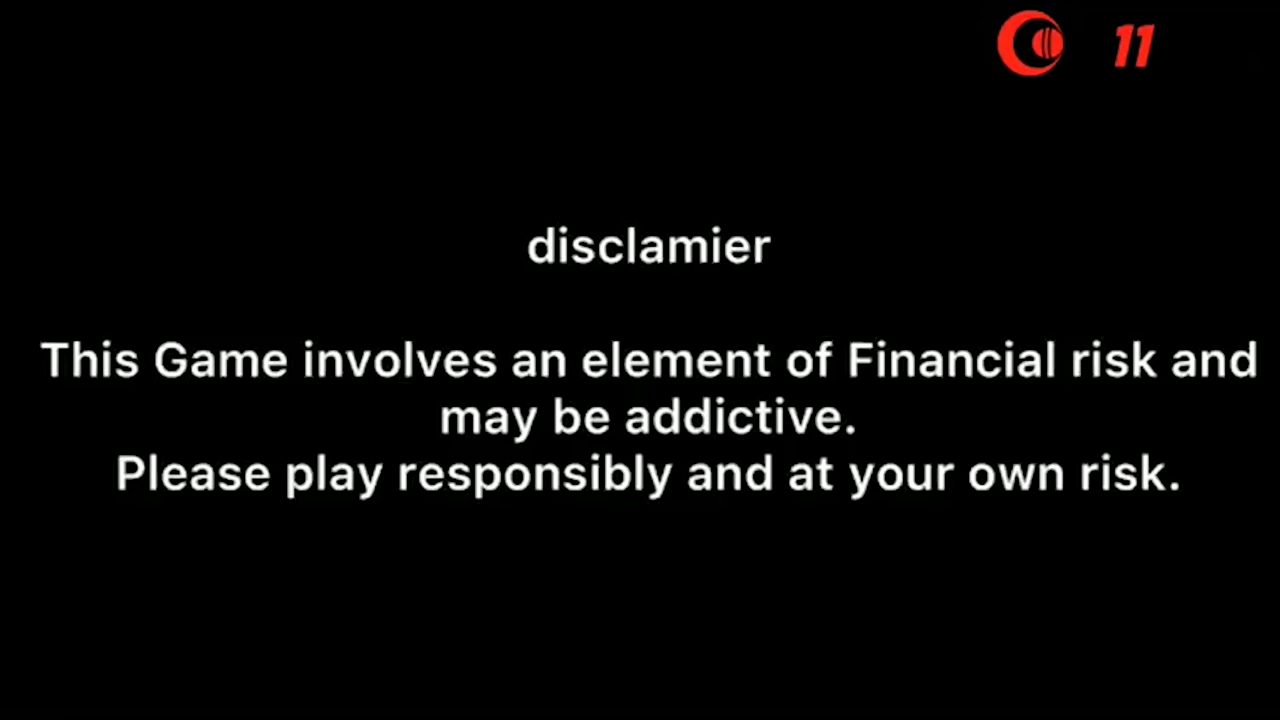 11
disclamier
This Game involves an element of Financial risk and
may be addictive.
Please play responsibly and at your own risk.